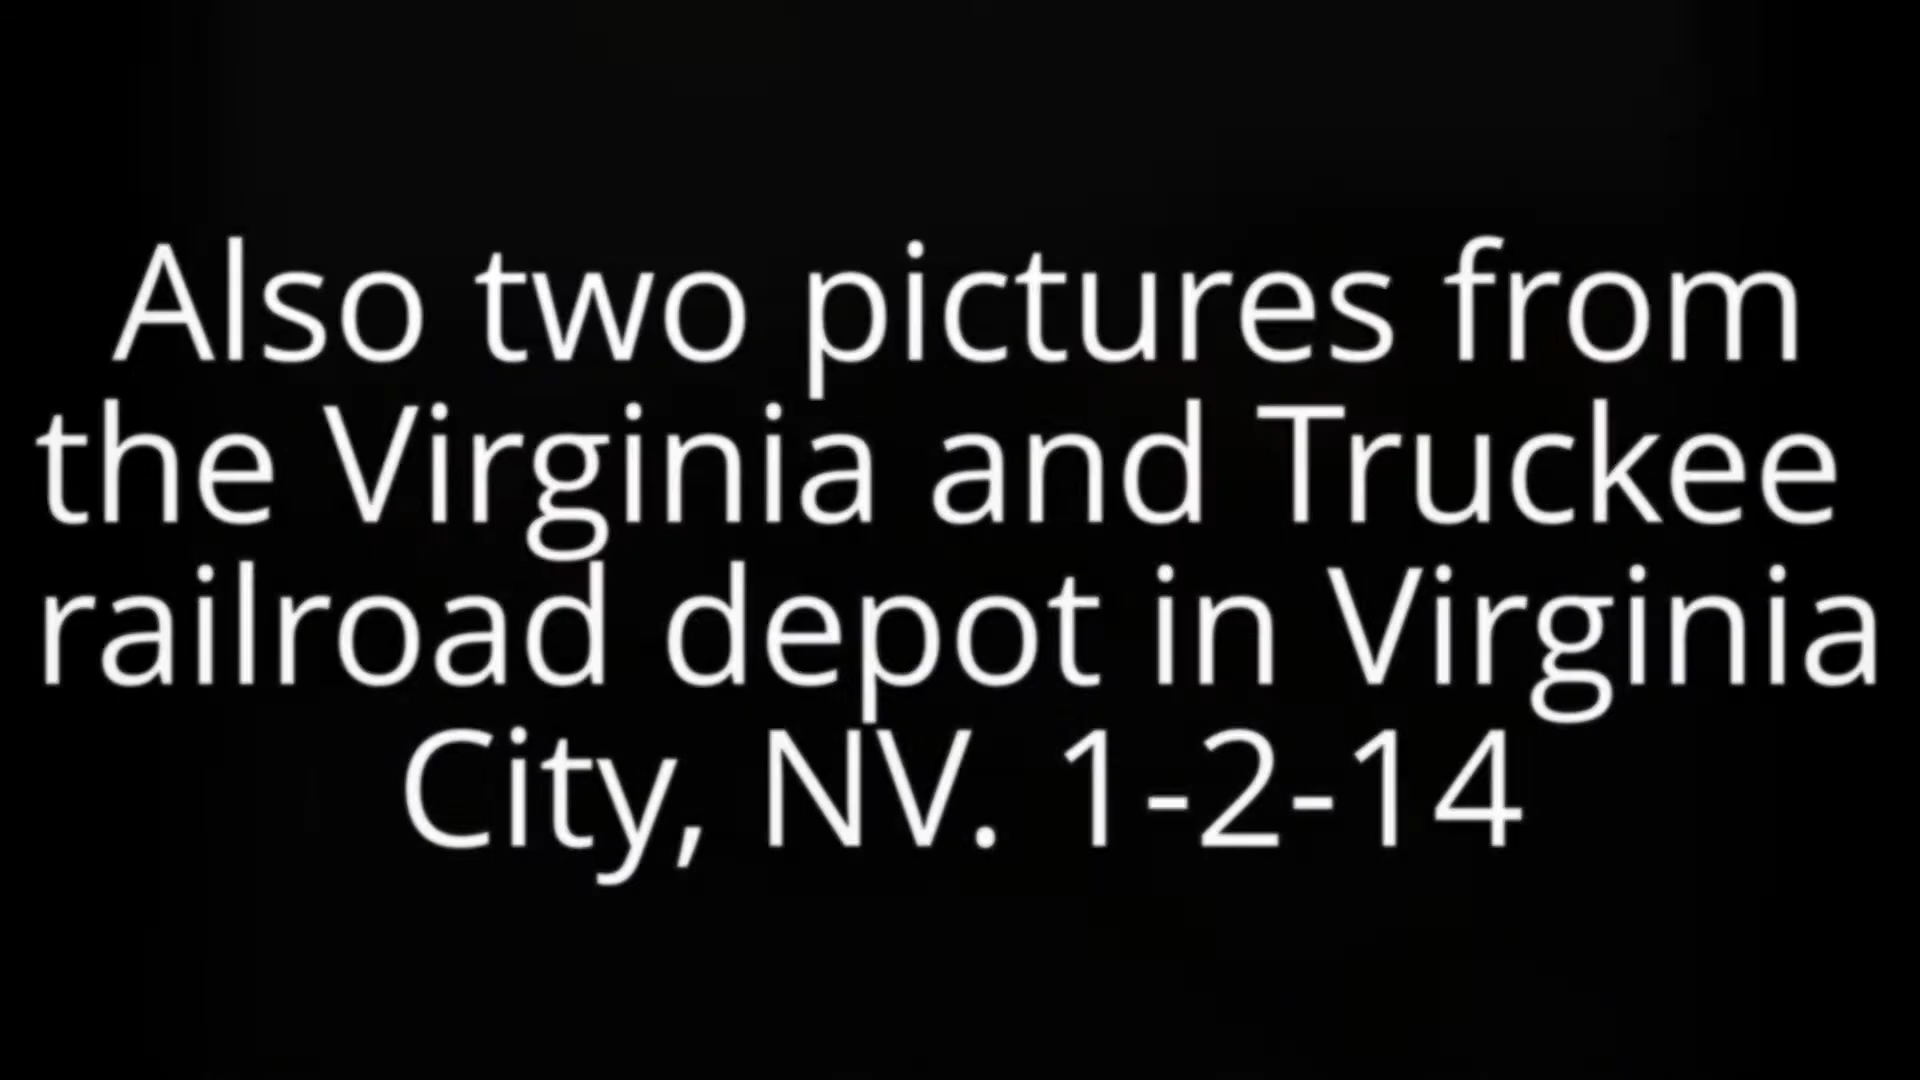 Also two pictures from
the Virginia and Truckee
railroad depot in Virginia
City, NV. 1-2-14